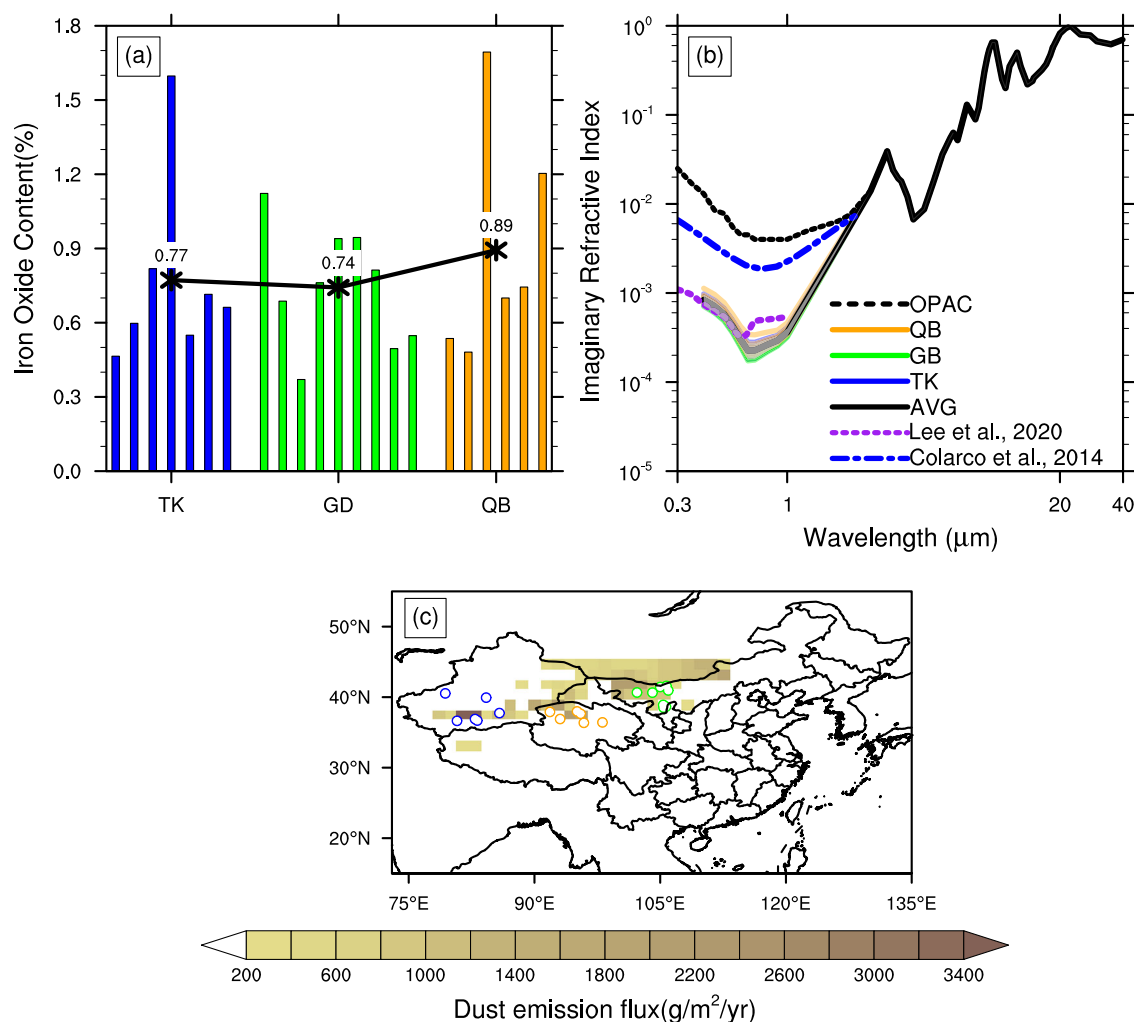 (a)
Iron Oxide Content(%)
1.8
1.5
1.2
0.9
0.6
0.3
0.0
0.77
0.74
0.89
TK
GD
QB
(b)
Imaginary Refractive Index
10^0
10^-1
10^-2
10^-3
10^-4
10^-5
OPAC
QB
GB
TK
AVG
Lee et al., 2020
Colarco et al., 2014
0.3
1
20
40
Wavelength (μm)
(c)
50°N
40°N
30°N
20°N
75°E
90°E
105°E
120°E
135°E
200
600
1000
1400
1800
2200
2600
3000
3400
Dust emission flux(g/m²/yr)